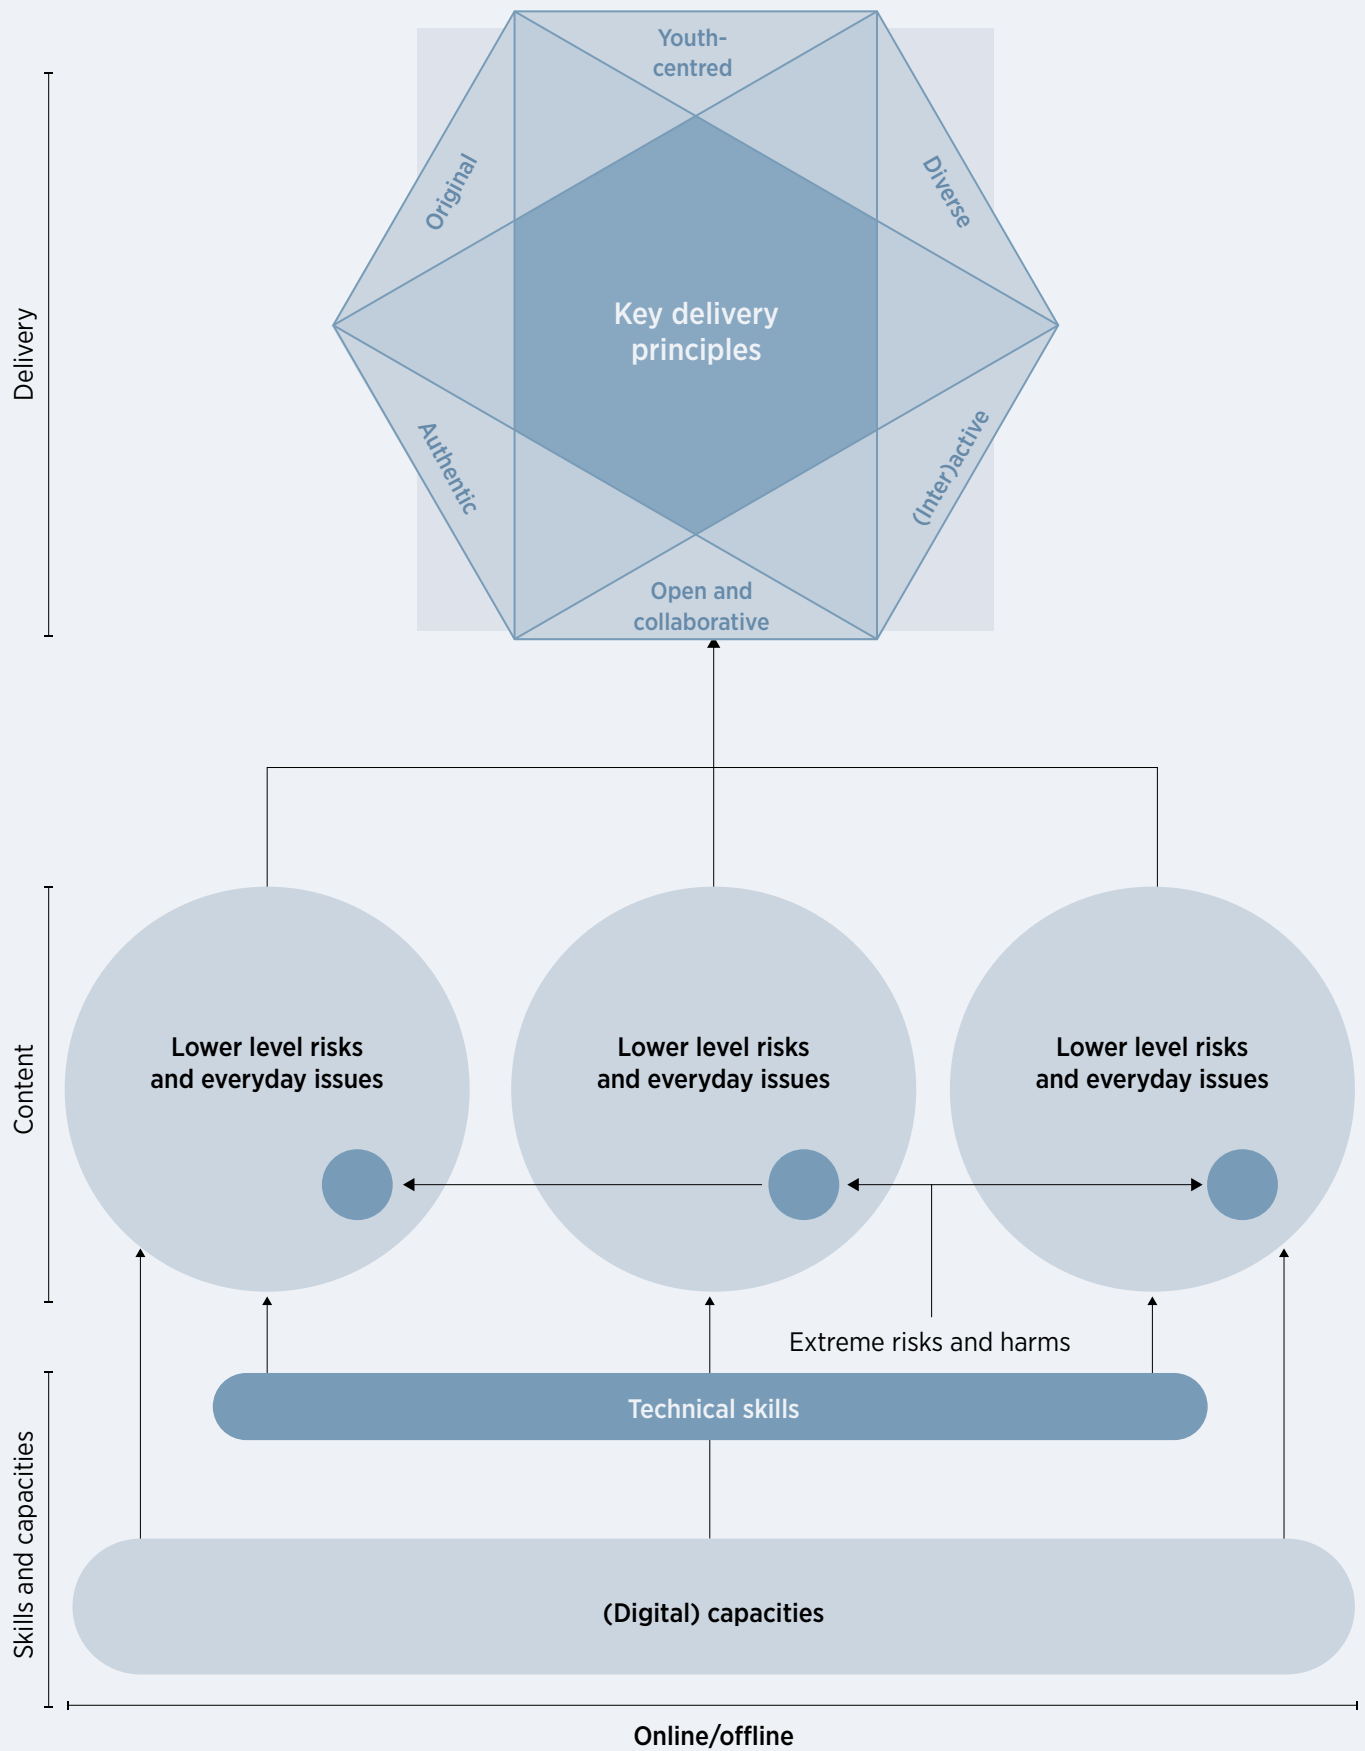 Youth-
centred
Original
Diverse
Delivery
Key delivery
principles
Authentic
(Inter)active
Open and
collaborative
Content
Lower level risks
and everyday issues
Lower level risks
and everyday issues
Lower level risks
and everyday issues
Extreme risks and harms
Skills and capacities
Technical skills
(Digital) capacities
Online/offline